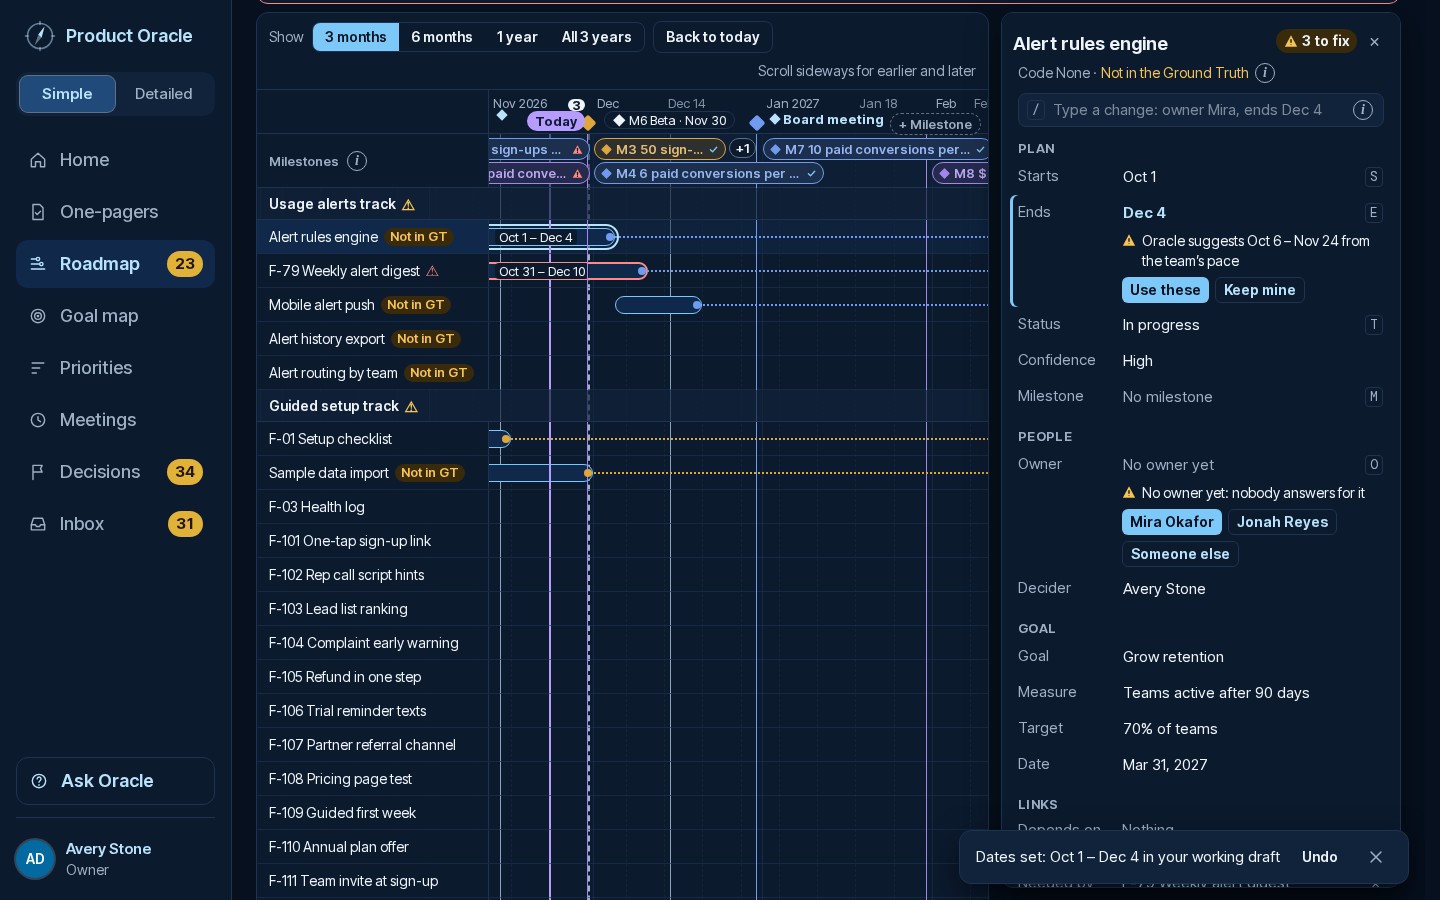 Product Oracle
Simple
Detailed
Home
One-pagers
Roadmap 23
Goal map
Priorities
Meetings
Decisions 34
Inbox 31
Ask Oracle
AD
Avery Stone
Owner
Show 3 months 6 months 1 year All 3 years Back to today
Scroll sideways for earlier and later
Nov 2026 3 Dec Dec 14 Jan 2027 Jan 18 Feb
Today M6 Beta · Nov 30 Board meeting + Milestone
Milestones i
sign-ups ... M3 50 sign-... +1 M7 10 paid conversions per...
paid conve... M4 6 paid conversions per ... M8 $
Usage alerts track
Alert rules engine Not in GT Oct 1 – Dec 4
F-79 Weekly alert digest Oct 31 – Dec 10
Mobile alert push Not in GT
Alert history export Not in GT
Alert routing by team Not in GT
Guided setup track
F-01 Setup checklist
Sample data import Not in GT
F-03 Health log
F-101 One-tap sign-up link
F-102 Rep call script hints
F-103 Lead list ranking
F-104 Complaint early warning
F-105 Refund in one step
F-106 Trial reminder texts
F-107 Partner referral channel
F-108 Pricing page test
F-109 Guided first week
F-110 Annual plan offer
F-111 Team invite at sign-up
Alert rules engine 3 to fix ×
Code None · Not in the Ground Truth i
/ Type a change: owner Mira, ends Dec 4 i
PLAN
Starts Oct 1 S
Ends Dec 4 E
Oracle suggests Oct 6 – Nov 24 from
the team's pace
Use these Keep mine
Status In progress T
Confidence High
Milestone No milestone M
PEOPLE
Owner No owner yet O
No owner yet: nobody answers for it
Mira Okafor Jonah Reyes
Someone else
Decider Avery Stone
GOAL
Goal Grow retention
Measure Teams active after 90 days
Target 70% of teams
Date Mar 31, 2027
LINKS
Depends on Nothing
Dates set: Oct 1 – Dec 4 in your working draft Undo